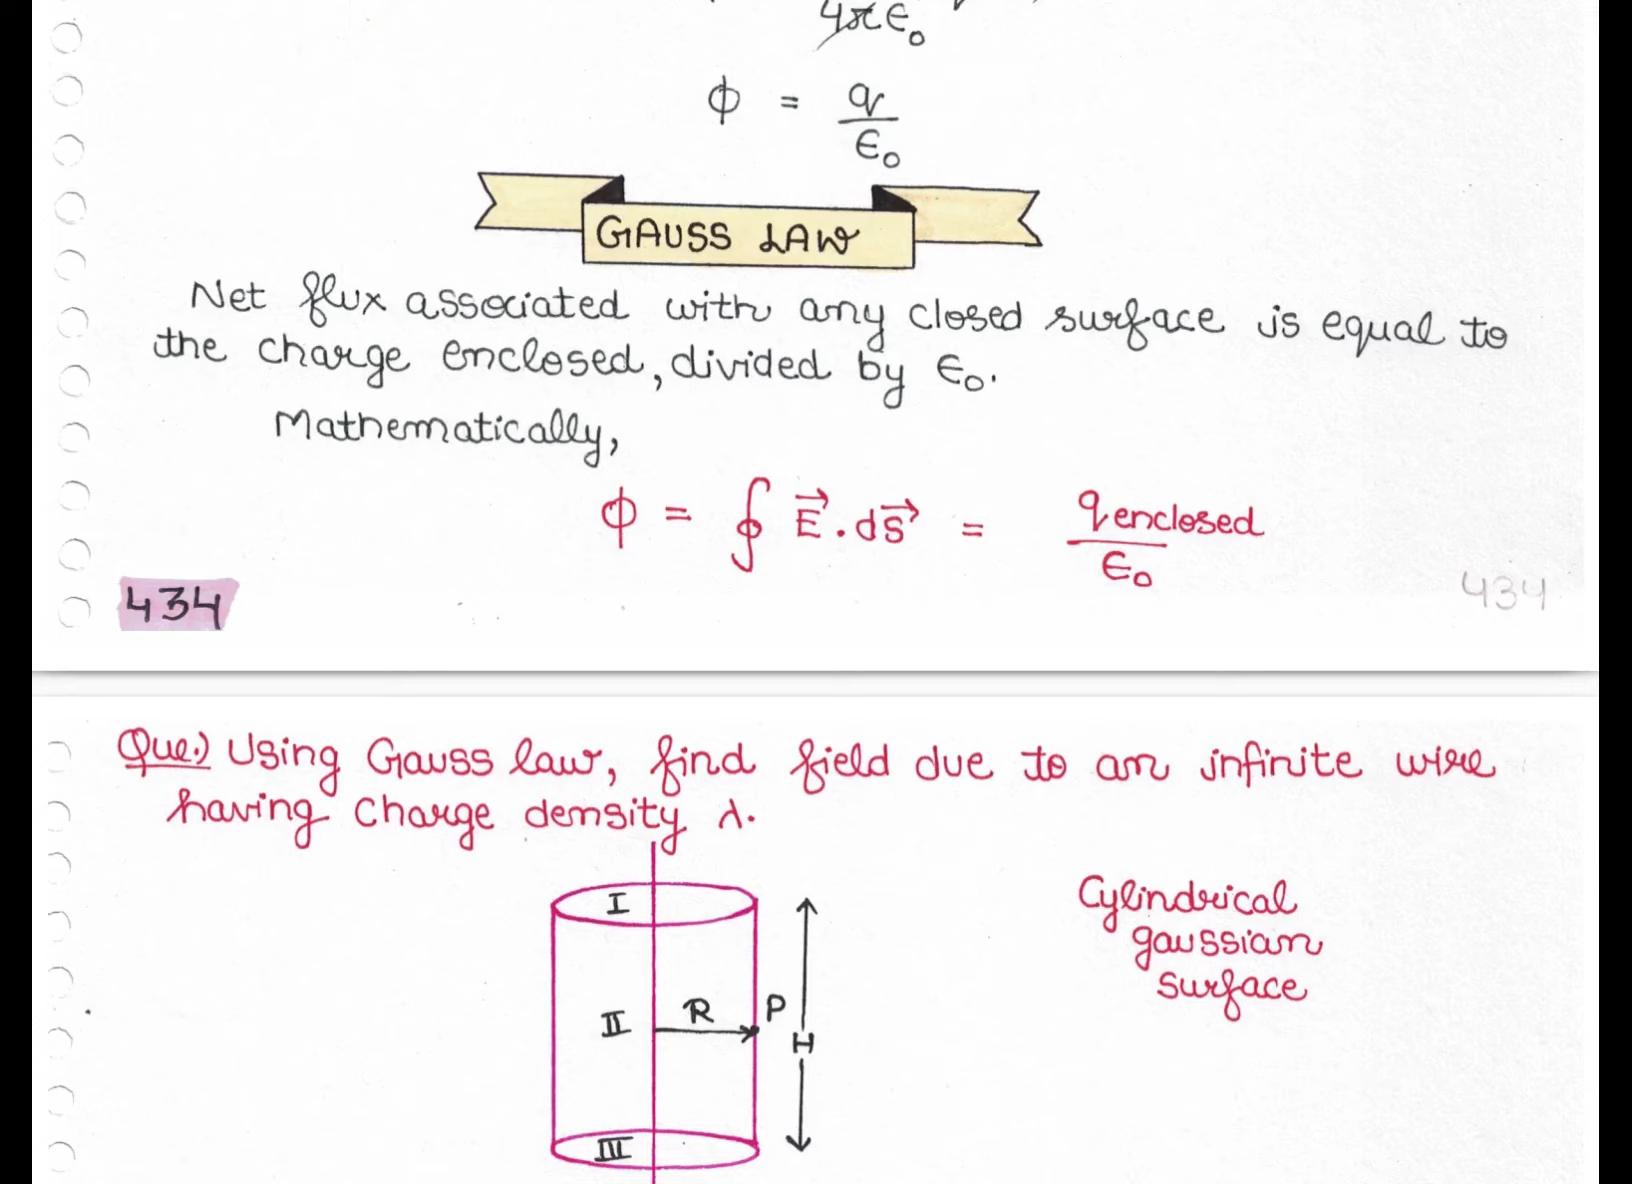 4πϵ₀
ϕ = q/ϵ₀
GAUSS LAW
Net flux associated with any closed surface is equal to
the charge enclosed, divided by ϵ₀.
Mathematically,
ϕ = ∮ E⃗.ds⃗ = qenclosed/ϵ₀
434
434
Que.) Using Gauss law, find field due to an infinite wire
having charge density λ.
I
Cylindrical
gaussian
surface
II R P H
III